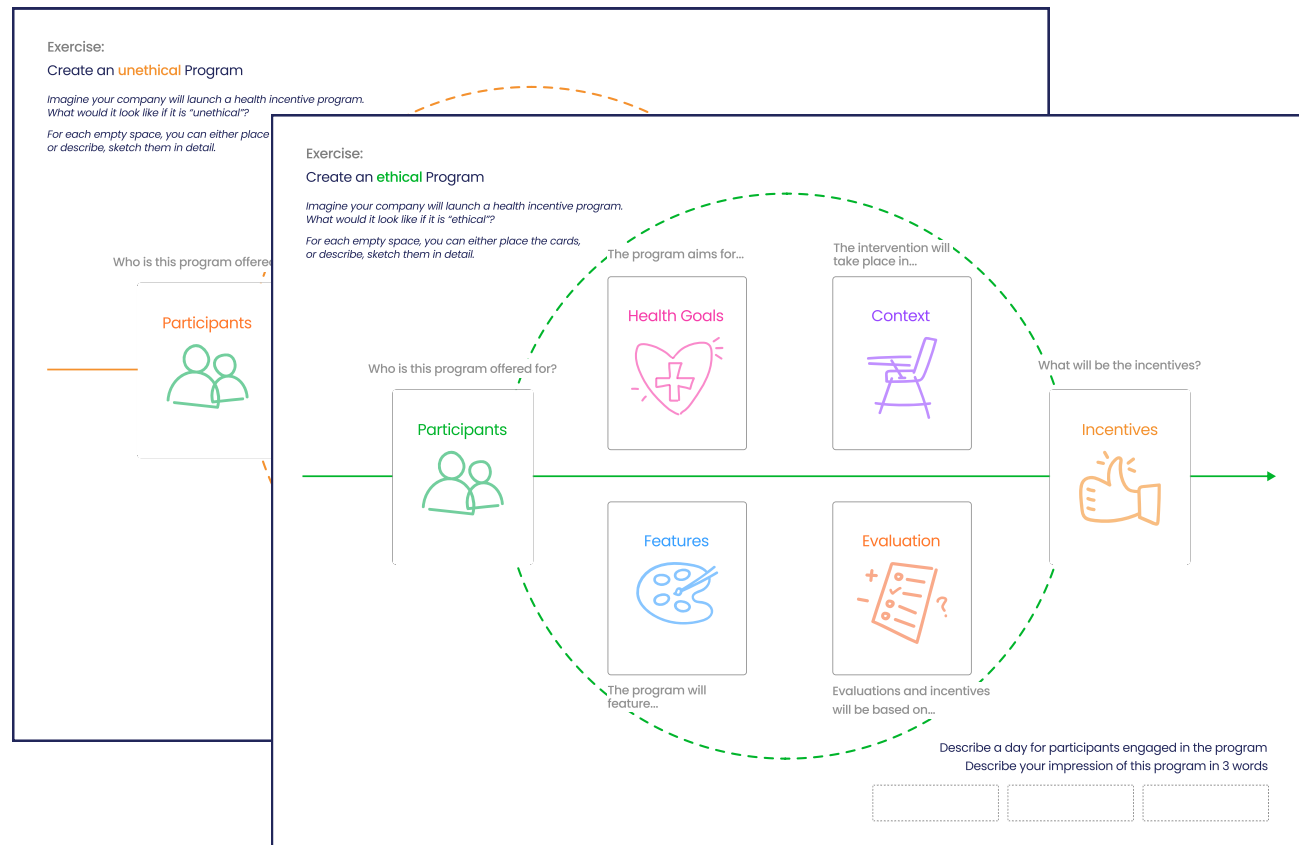 Exercise:
Create an unethical Program
Imagine your company will launch a health incentive program.
What would it look like if it is “unethical”?
For each empty space, you can either place
or describe, sketch them in detail.
Who is this program offered
Participants
Exercise:
Create an ethical Program
Imagine your company will launch a health incentive program.
What would it look like if it is “ethical”?
For each empty space, you can either place the cards,
or describe, sketch them in detail.
The program aims for...
The intervention will
take place in...
Health Goals
Context
Who is this program offered for?
What will be the incentives?
Participants
Incentives
Features
Evaluation
?
The program will
feature...
Evaluations and incentives
will be based on...
Describe a day for participants engaged in the program
Describe your impression of this program in 3 words